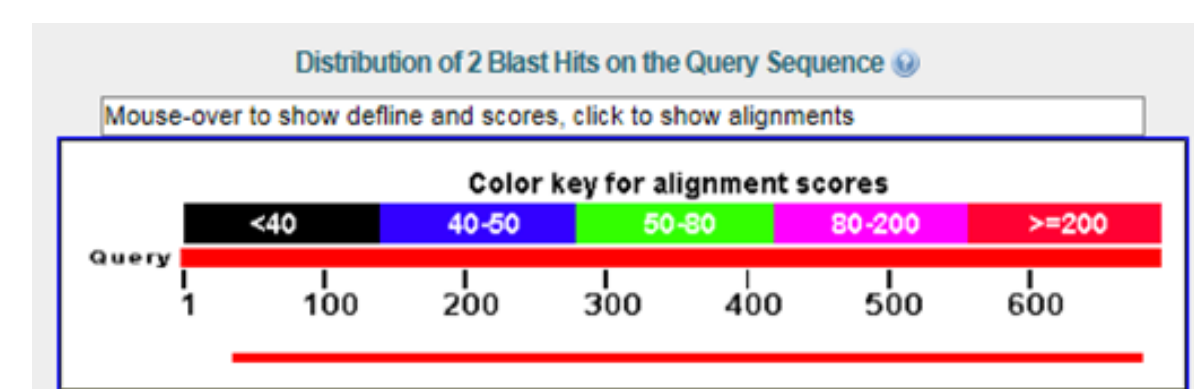 Distribution of 2 Blast Hits on the Query Sequence ?
Mouse-over to show defline and scores, click to show alignments
Color key for alignment scores
<40 40-50 50-80 80-200 >=200
Query
1 100 200 300 400 500 600